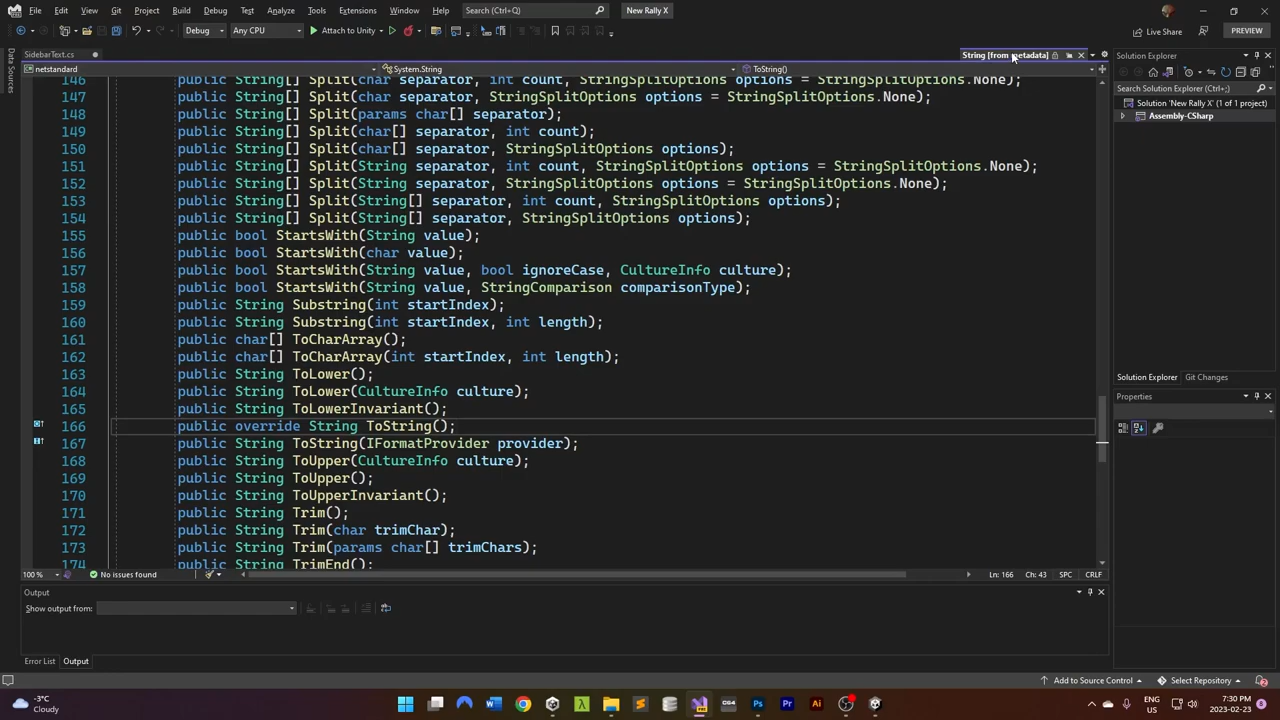 File Edit View Git Project Build Debug Test Analyze Tools Extensions Window Help Search (Ctrl+Q) New Rally X
Debug Any CPU Attach to Unity Live Share PREVIEW
SidebarText.cs String [from metadata] Solution Explorer
netstandard System.String ToString()
Search Solution Explorer (Ctrl+;)
Solution 'New Rally X' (1 of 1 project)
Assembly-CSharp
146 public String[] Split(char separator, int count, StringSplitOptions options = StringSplitOptions.None);
147 public String[] Split(char separator, StringSplitOptions options = StringSplitOptions.None);
148 public String[] Split(params char[] separator);
149 public String[] Split(char[] separator, int count);
150 public String[] Split(char[] separator, StringSplitOptions options);
151 public String[] Split(String separator, int count, StringSplitOptions options = StringSplitOptions.None);
152 public String[] Split(String separator, StringSplitOptions options = StringSplitOptions.None);
153 public String[] Split(String[] separator, int count, StringSplitOptions options);
154 public String[] Split(String[] separator, StringSplitOptions options);
155 public bool StartsWith(String value);
156 public bool StartsWith(char value);
157 public bool StartsWith(String value, bool ignoreCase, CultureInfo culture);
158 public bool StartsWith(String value, StringComparison comparisonType);
159 public String Substring(int startIndex);
160 public String Substring(int startIndex, int length);
161 public char[] ToCharArray();
162 public char[] ToCharArray(int startIndex, int length);
163 public String ToLower();
164 public String ToLower(CultureInfo culture);
165 public String ToLowerInvariant();
166 public override String ToString();
167 public String ToString(IFormatProvider provider);
168 public String ToUpper(CultureInfo culture);
169 public String ToUpper();
170 public String ToUpperInvariant();
171 public String Trim();
172 public String Trim(char trimChar);
173 public String Trim(params char[] trimChars);
174 public String TrimEnd();
Solution Explorer Git Changes
Properties
100 % No issues found Ln: 166 Ch: 43 SPC CRLF
Output
Show output from:
Error List Output
Add to Source Control Select Repository
Data Sources
Toolbox
-3°C
Cloudy
ENG
US
7:30 PM
2023-02-23